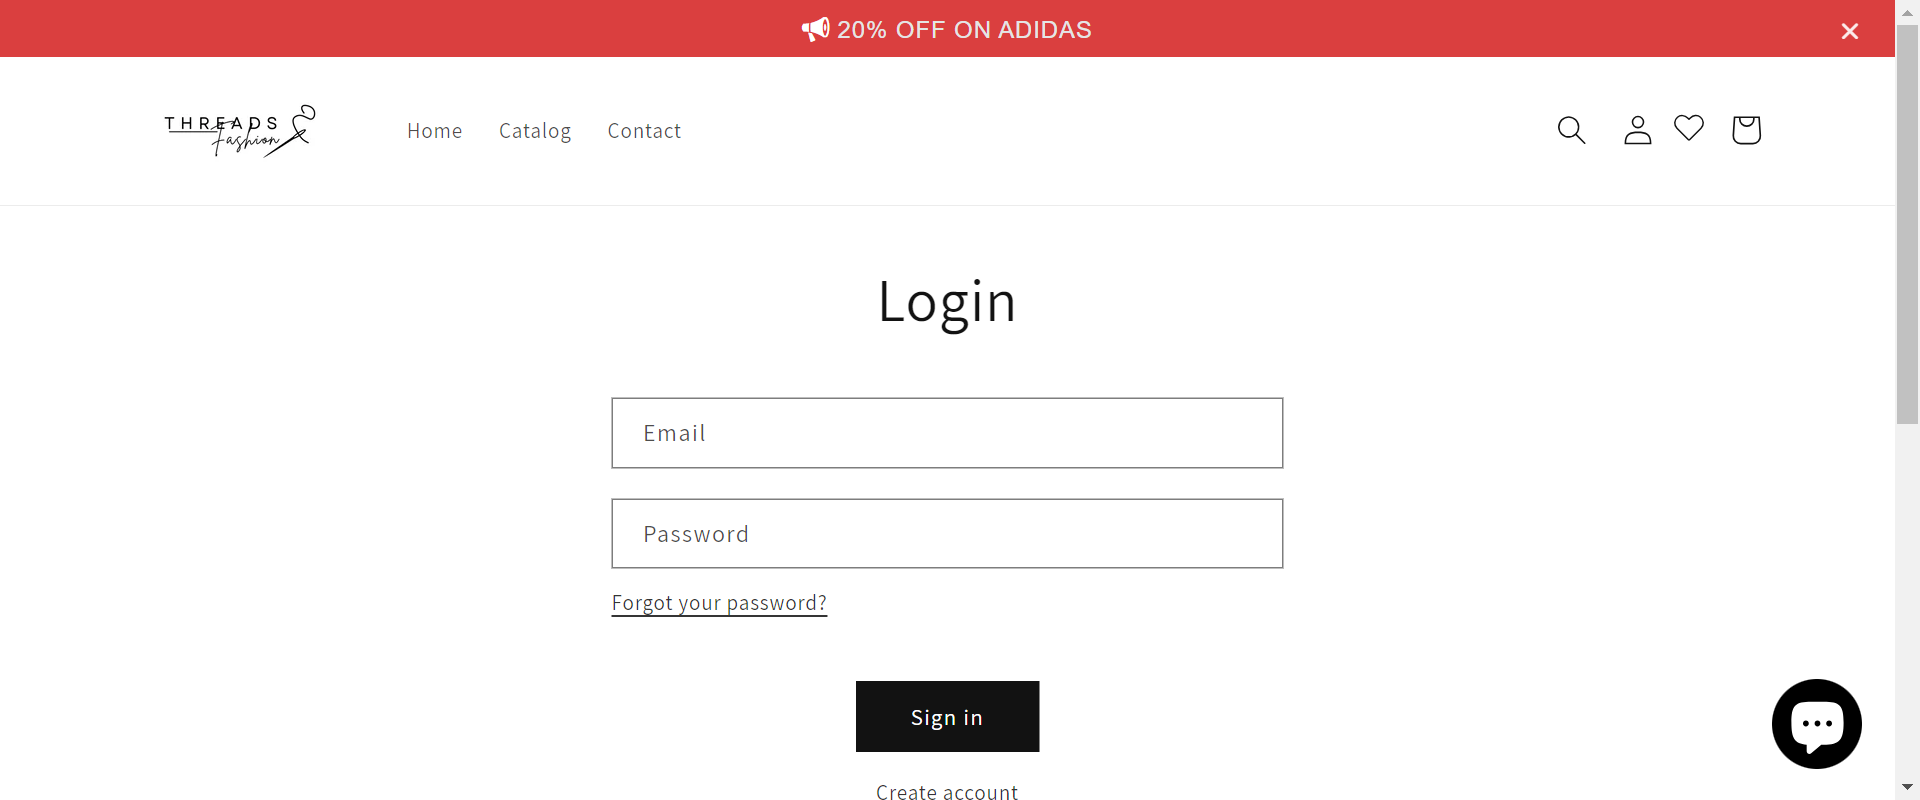 20% OFF ON ADIDAS
THREADS
Fashion
Home Catalog Contact
Login
Email
Password
Forgot your password?
Sign in
Create account